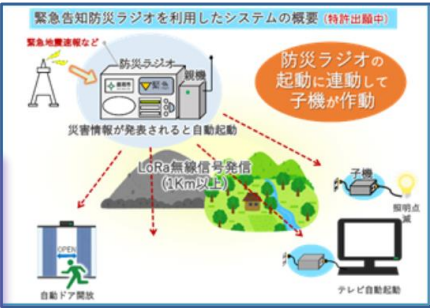 緊急告知防災ラジオを利用したシステムの概要（特許出願中）
緊急地震速報など
防災ラジオ
親機
緊急
防災ラジオの
起動に連動して
子機が作動
災害情報が発表されると自動起動
LoRa無線信号発信
(1Km以上)
子機
照明点
滅
OPEN
自動ドア開放
テレビ自動起動